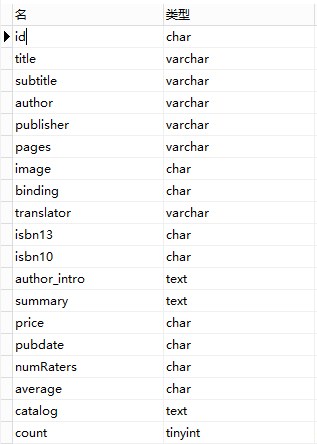 名 类型
id char
title varchar
subtitle varchar
author varchar
publisher varchar
pages varchar
image char
binding char
translator varchar
isbn13 char
isbn10 char
author_intro text
summary text
price char
pubdate char
numRaters char
average char
catalog text
count tinyint